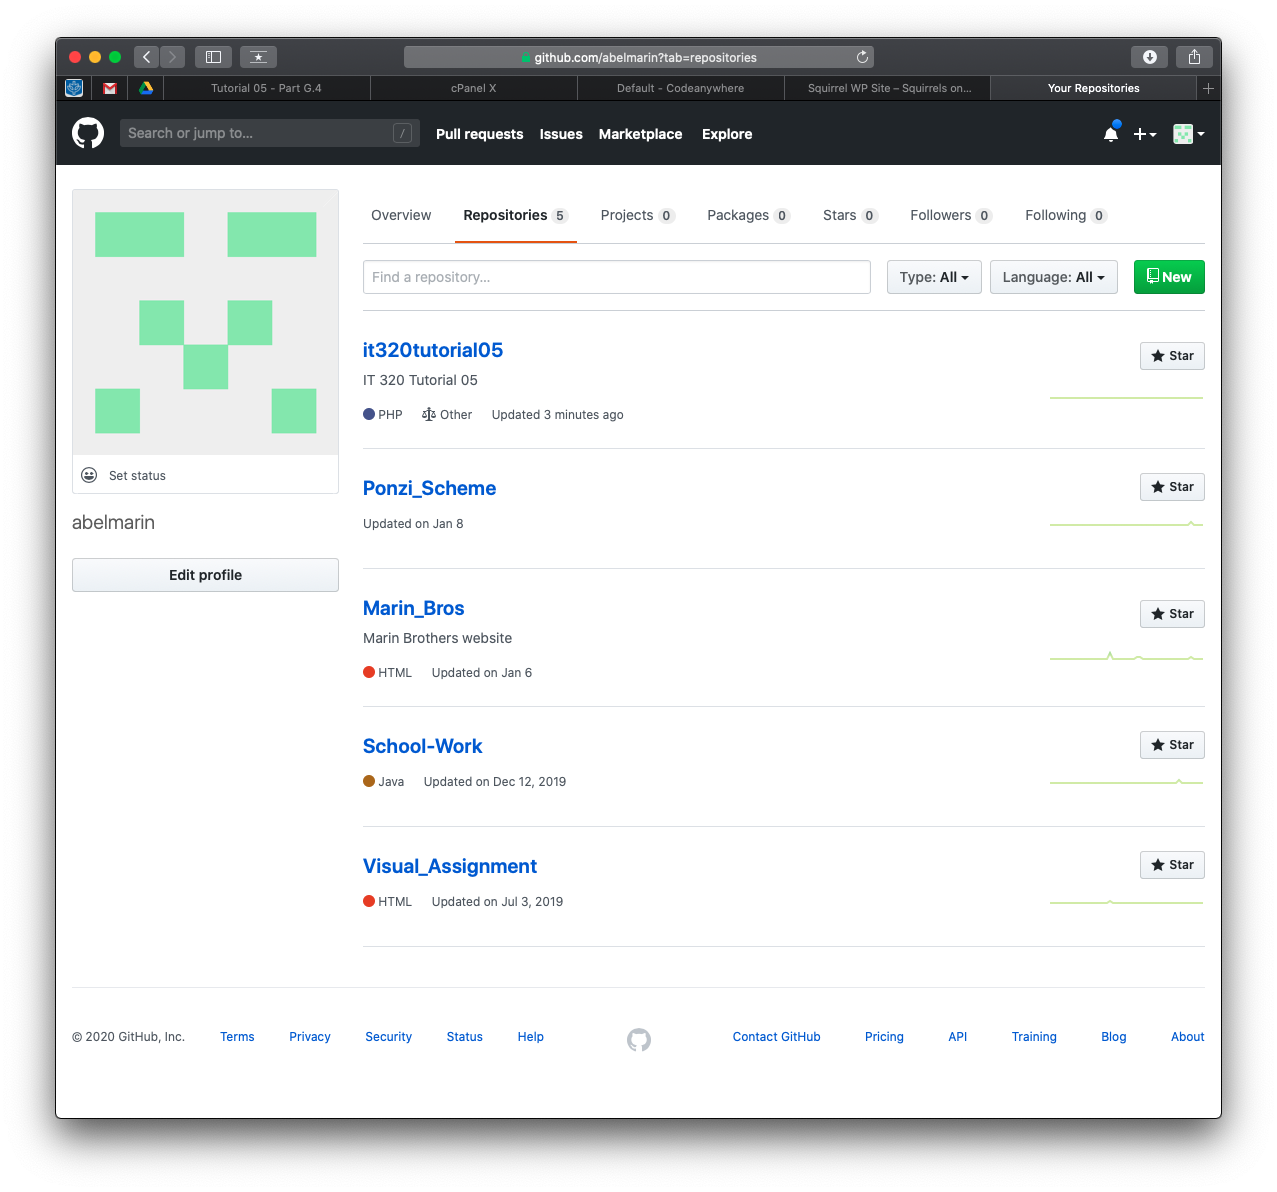 github.com/abelmarin?tab=repositories
Tutorial 05 - Part G.4
cPanel X
Default - Codeanywhere
Squirrel WP Site – Squirrels on...
Your Repositories
Search or jump to...
/
Pull requests Issues Marketplace Explore
Overview Repositories 5 Projects 0 Packages 0 Stars 0 Followers 0 Following 0
Find a repository...
Type: All
Language: All
New
Set status
abelmarin
Edit profile
it320tutorial05
Star
IT 320 Tutorial 05
PHP Other Updated 3 minutes ago
Ponzi_Scheme
Star
Updated on Jan 8
Marin_Bros
Star
Marin Brothers website
HTML Updated on Jan 6
School-Work
Star
Java Updated on Dec 12, 2019
Visual_Assignment
Star
HTML Updated on Jul 3, 2019
© 2020 GitHub, Inc. Terms Privacy Security Status Help Contact GitHub Pricing API Training Blog About